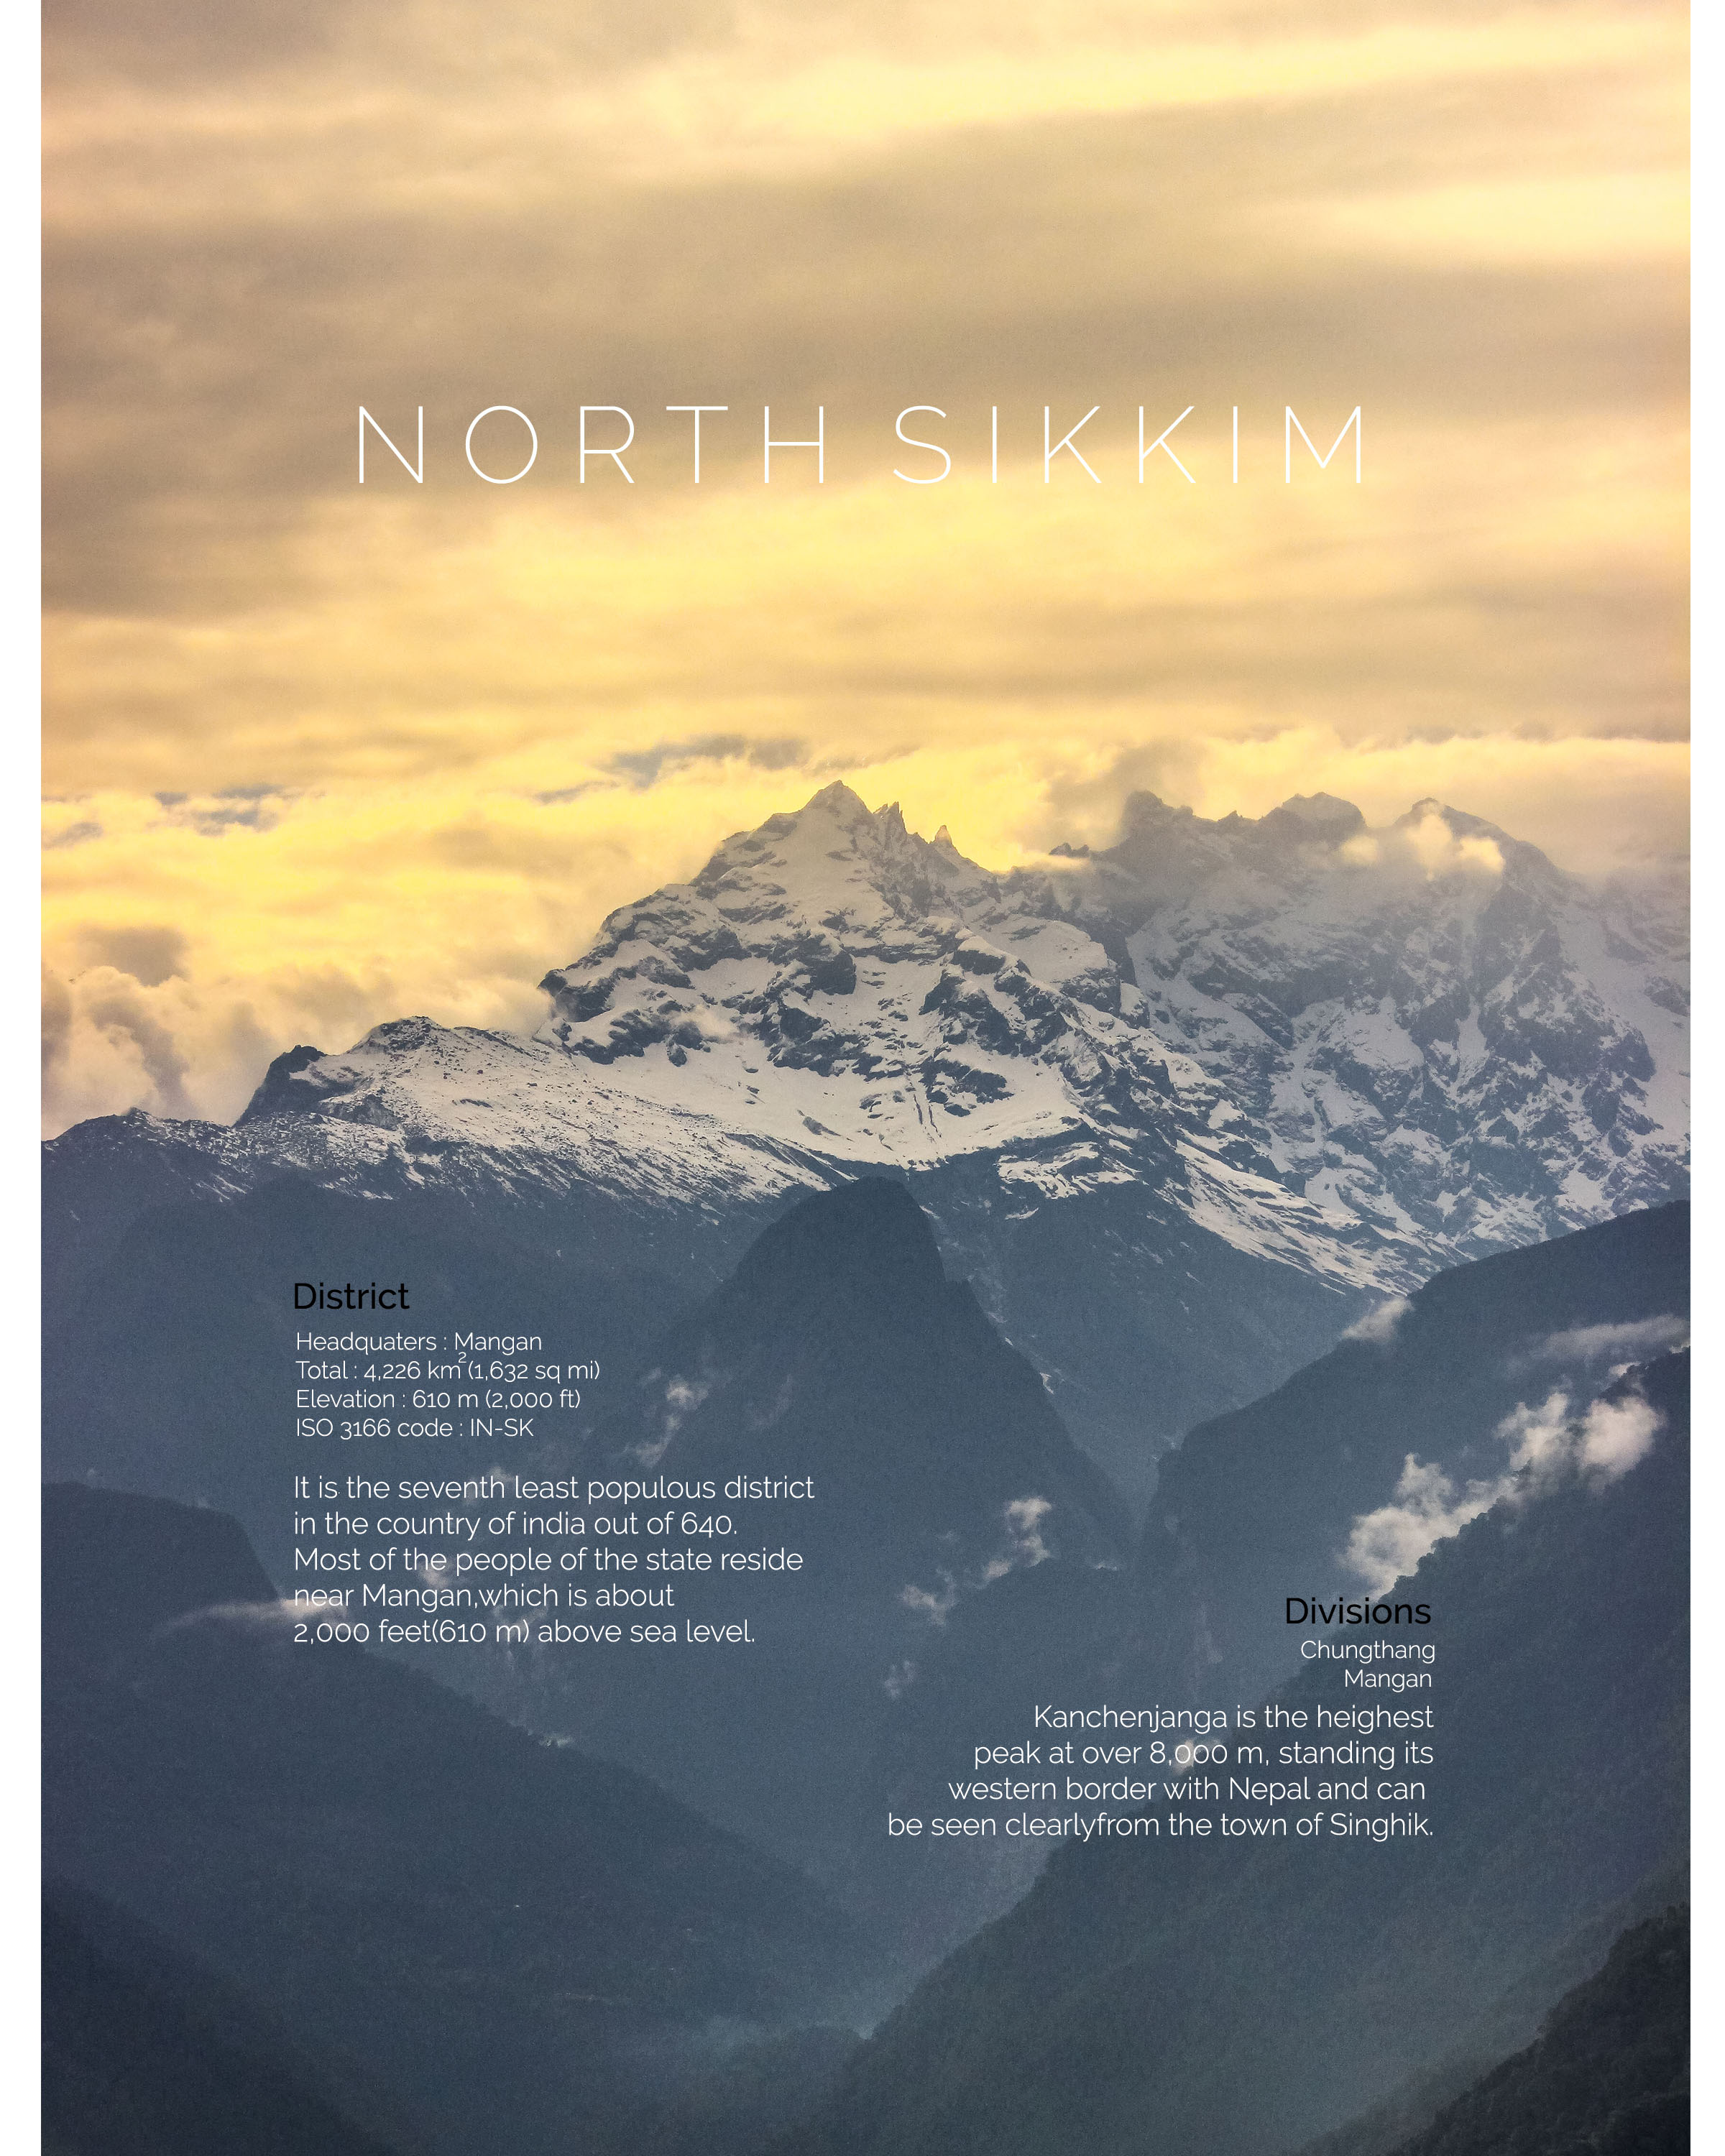 NORTH SIKKIM
District
Headquaters : Mangan
Total : 4,226 km²(1,632 sq mi)
Elevation : 610 m (2,000 ft)
ISO 3166 code : IN-SK
It is the seventh least populous district
in the country of india out of 640.
Most of the people of the state reside
near Mangan,which is about
2,000 feet(610 m) above sea level.
Divisions
Chungthang
Mangan
Kanchenjanga is the heighest
peak at over 8,000 m, standing its
western border with Nepal and can
be seen clearlyfrom the town of Singhik.